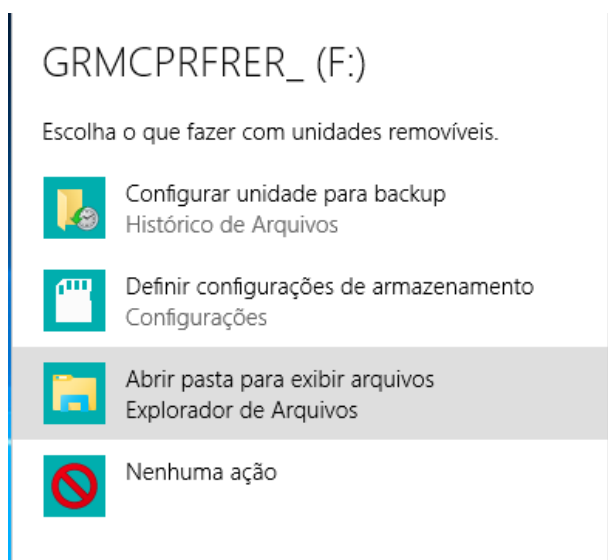 GRMCPRFRER_ (F:)
Escolha o que fazer com unidades removíveis.
Configurar unidade para backup
Histórico de Arquivos
Definir configurações de armazenamento
Configurações
Abrir pasta para exibir arquivos
Explorador de Arquivos
Nenhuma ação